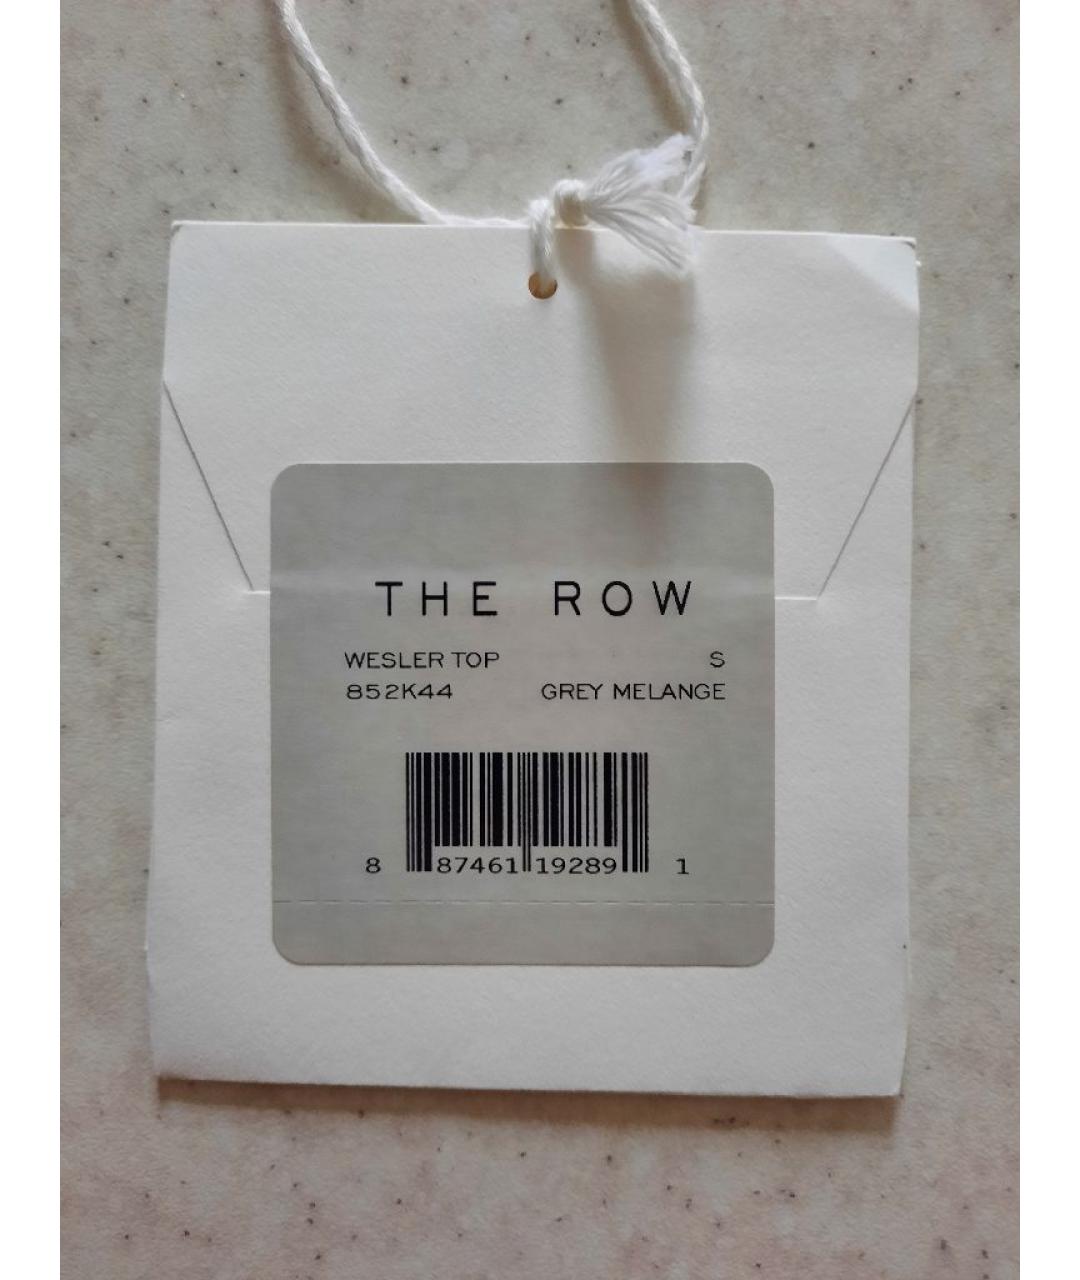 THE ROW
WESLER TOP S
852K44 GREY MELANGE
8 87461 19289 1